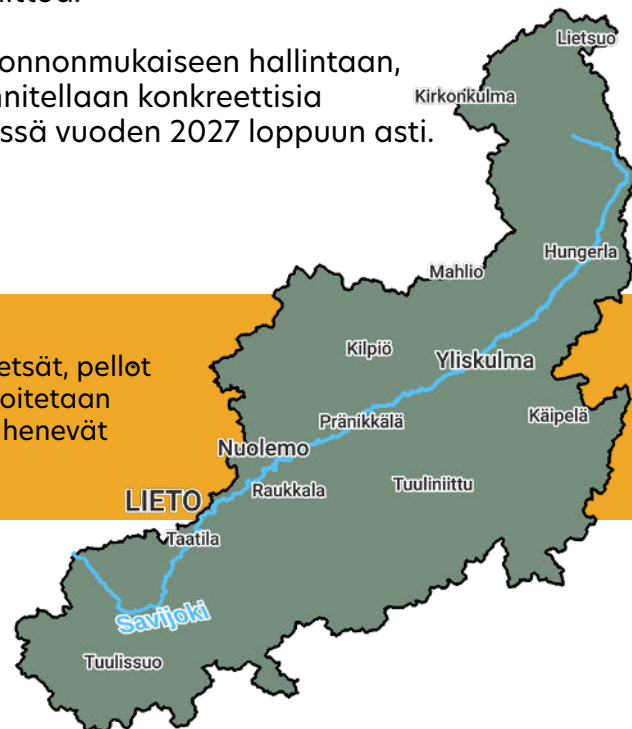 onnonmukaiseen hallintaan,
nnitellaan konkreettisia
ssä vuoden 2027 loppuun asti.
Lietsuo
Kirkonkulma
Hungerla
Mahlio
Kilpiö
Yliskulma
etsät, pellot
oitetaan
henevät
Käipelä
Pränikkälä
Nuolemo
Tuuliniittu
Raukkala
LIETO
Taatila
Savijoki
Tuulissuo